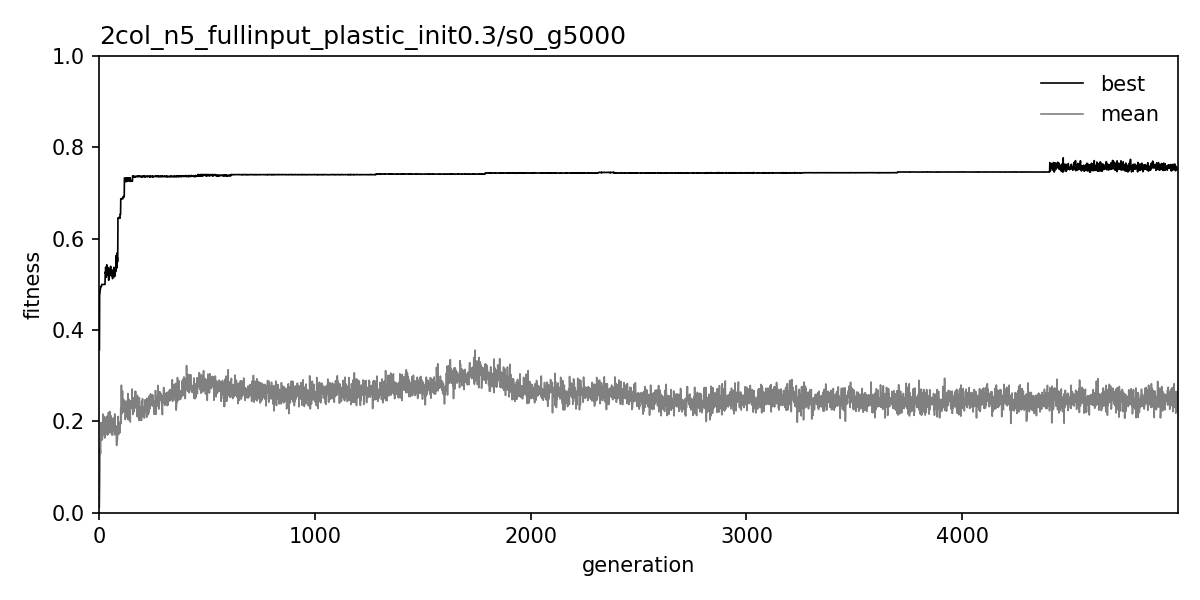 2col_n5_fullinput_plastic_init0.3/s0_g5000
1.0
0.8
0.6
0.4
0.2
0.0
fitness
best
mean
0 1000 2000 3000 4000
generation